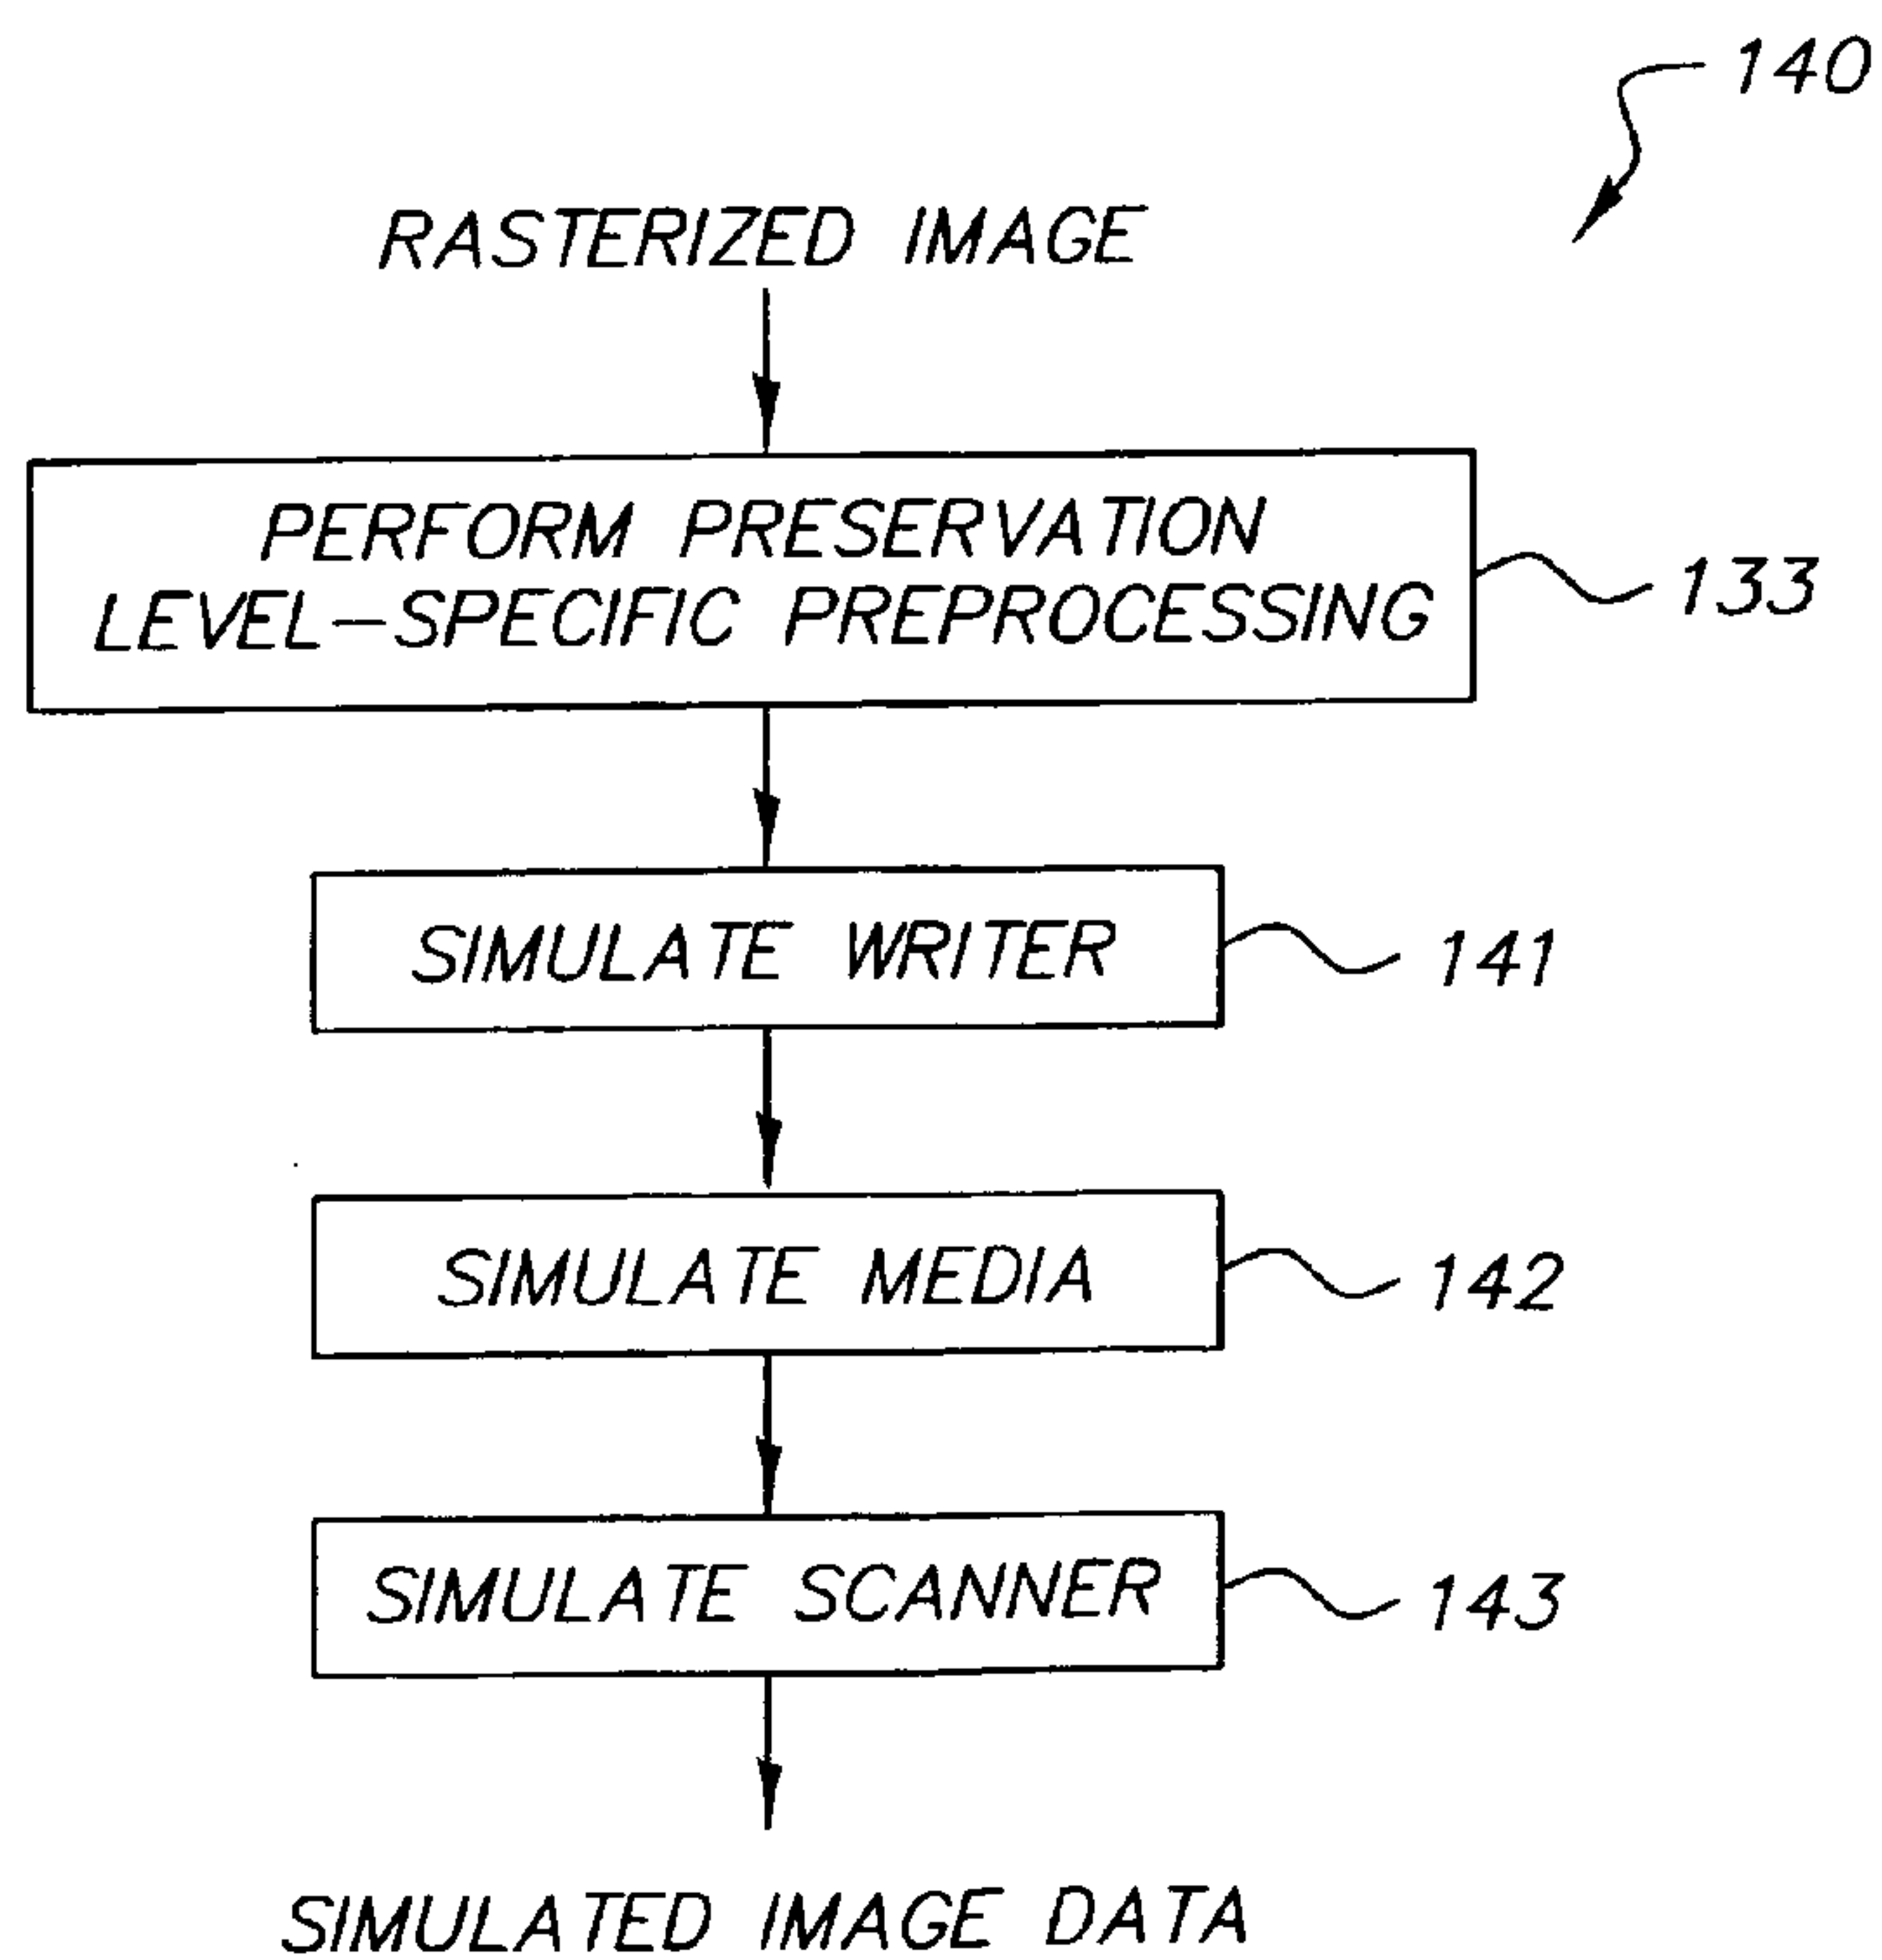 140
RASTERIZED IMAGE
PERFORM PRESERVATION
LEVEL-SPECIFIC PREPROCESSING
133
SIMULATE WRITER
141
SIMULATE MEDIA
142
SIMULATE SCANNER
143
SIMULATED IMAGE DATA